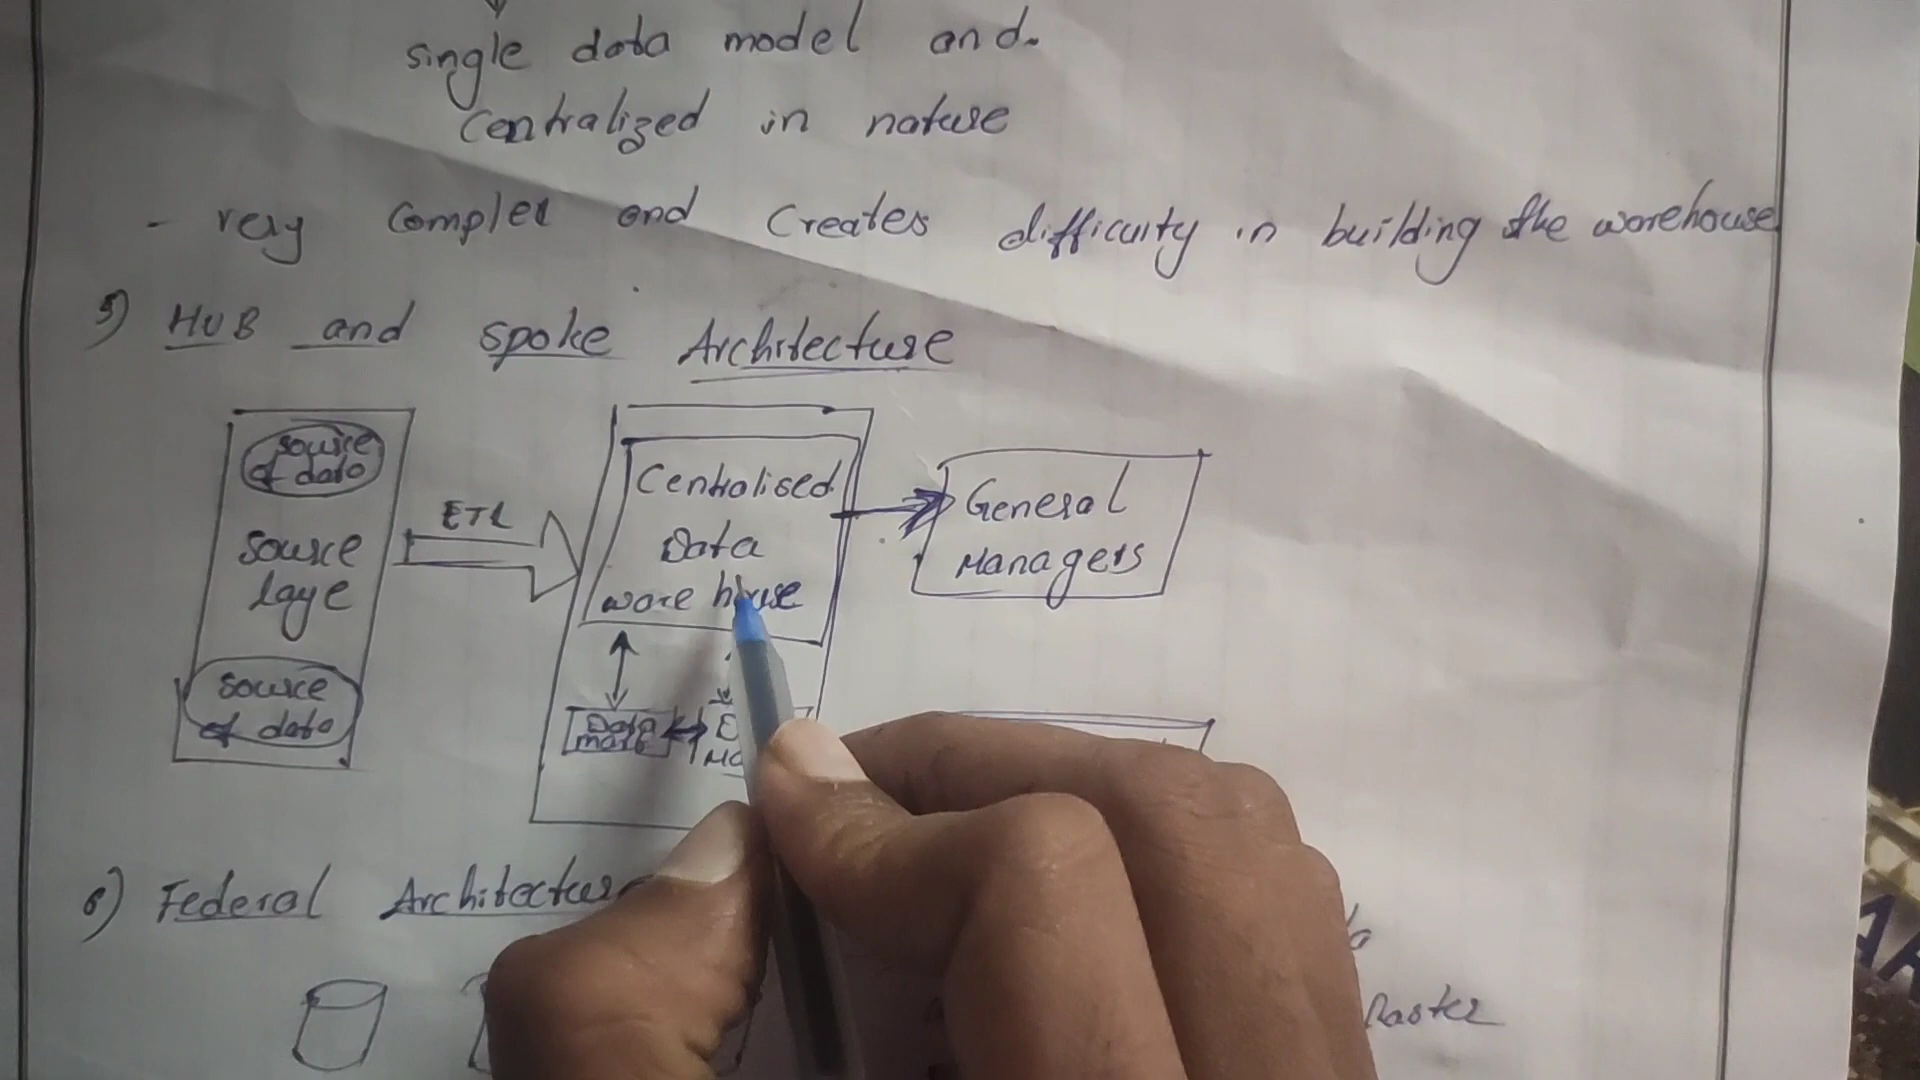 single data model and
Centralized in nature
- very Complex and Creates difficulty in building the warehouse
5) HUB and spoke Architecture
source
of data
source
laye
source
of data
ETL
Centralised
Data
ware house
General
Managers
Data
mart
6) Federal Architecture